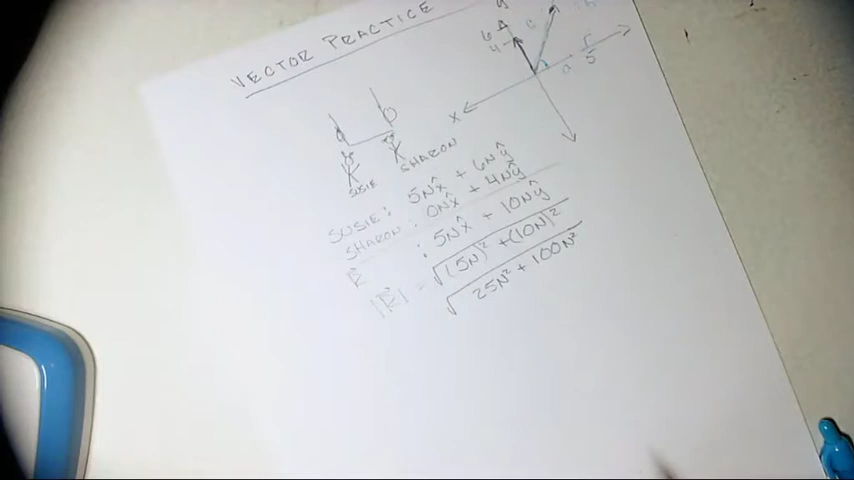 VECTOR PRACTICE
6
4
a
5
x
SUSIE
SHARON
SUSIE: 5Nx̂ + 6Nŷ
SHARON: 0Nx̂ + 4Nŷ
: 5Nx̂ + 10Nŷ
= √(5N)² + (10N)²
√25N² + 100N²